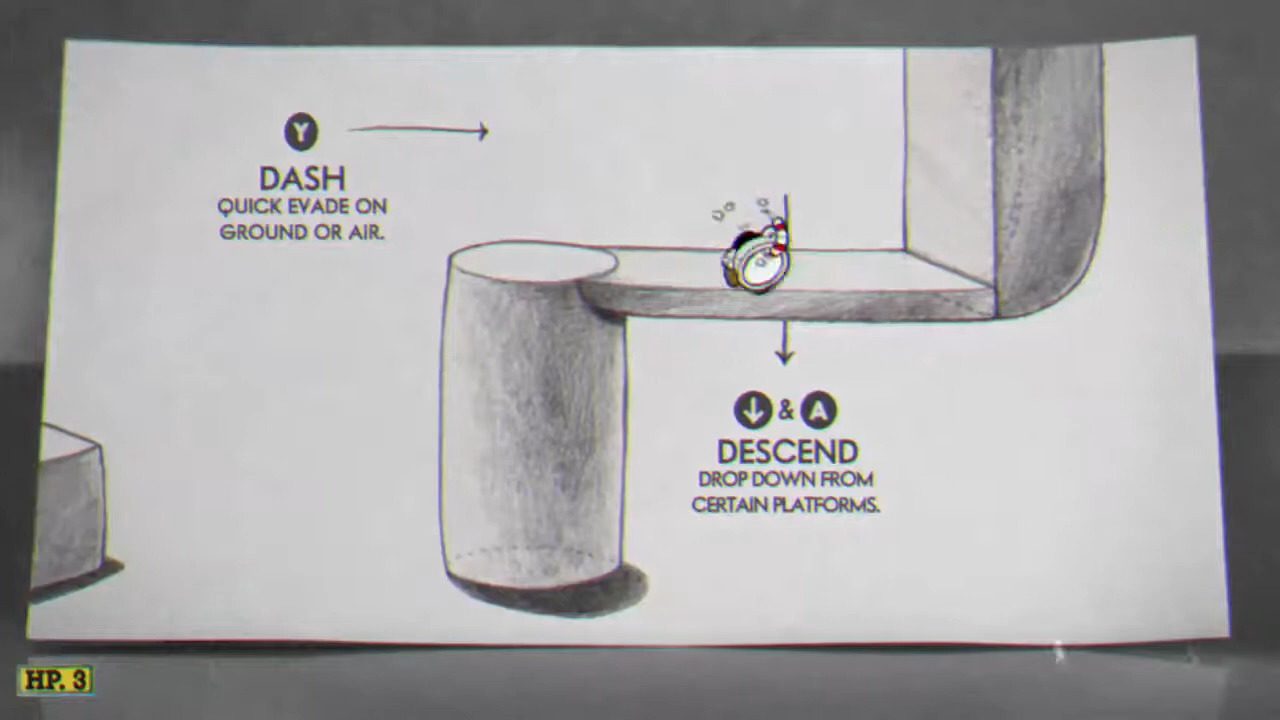 Y
DASH
QUICK EVADE ON
GROUND OR AIR.
& A
DESCEND
DROP DOWN FROM
CERTAIN PLATFORMS.
HP. 3